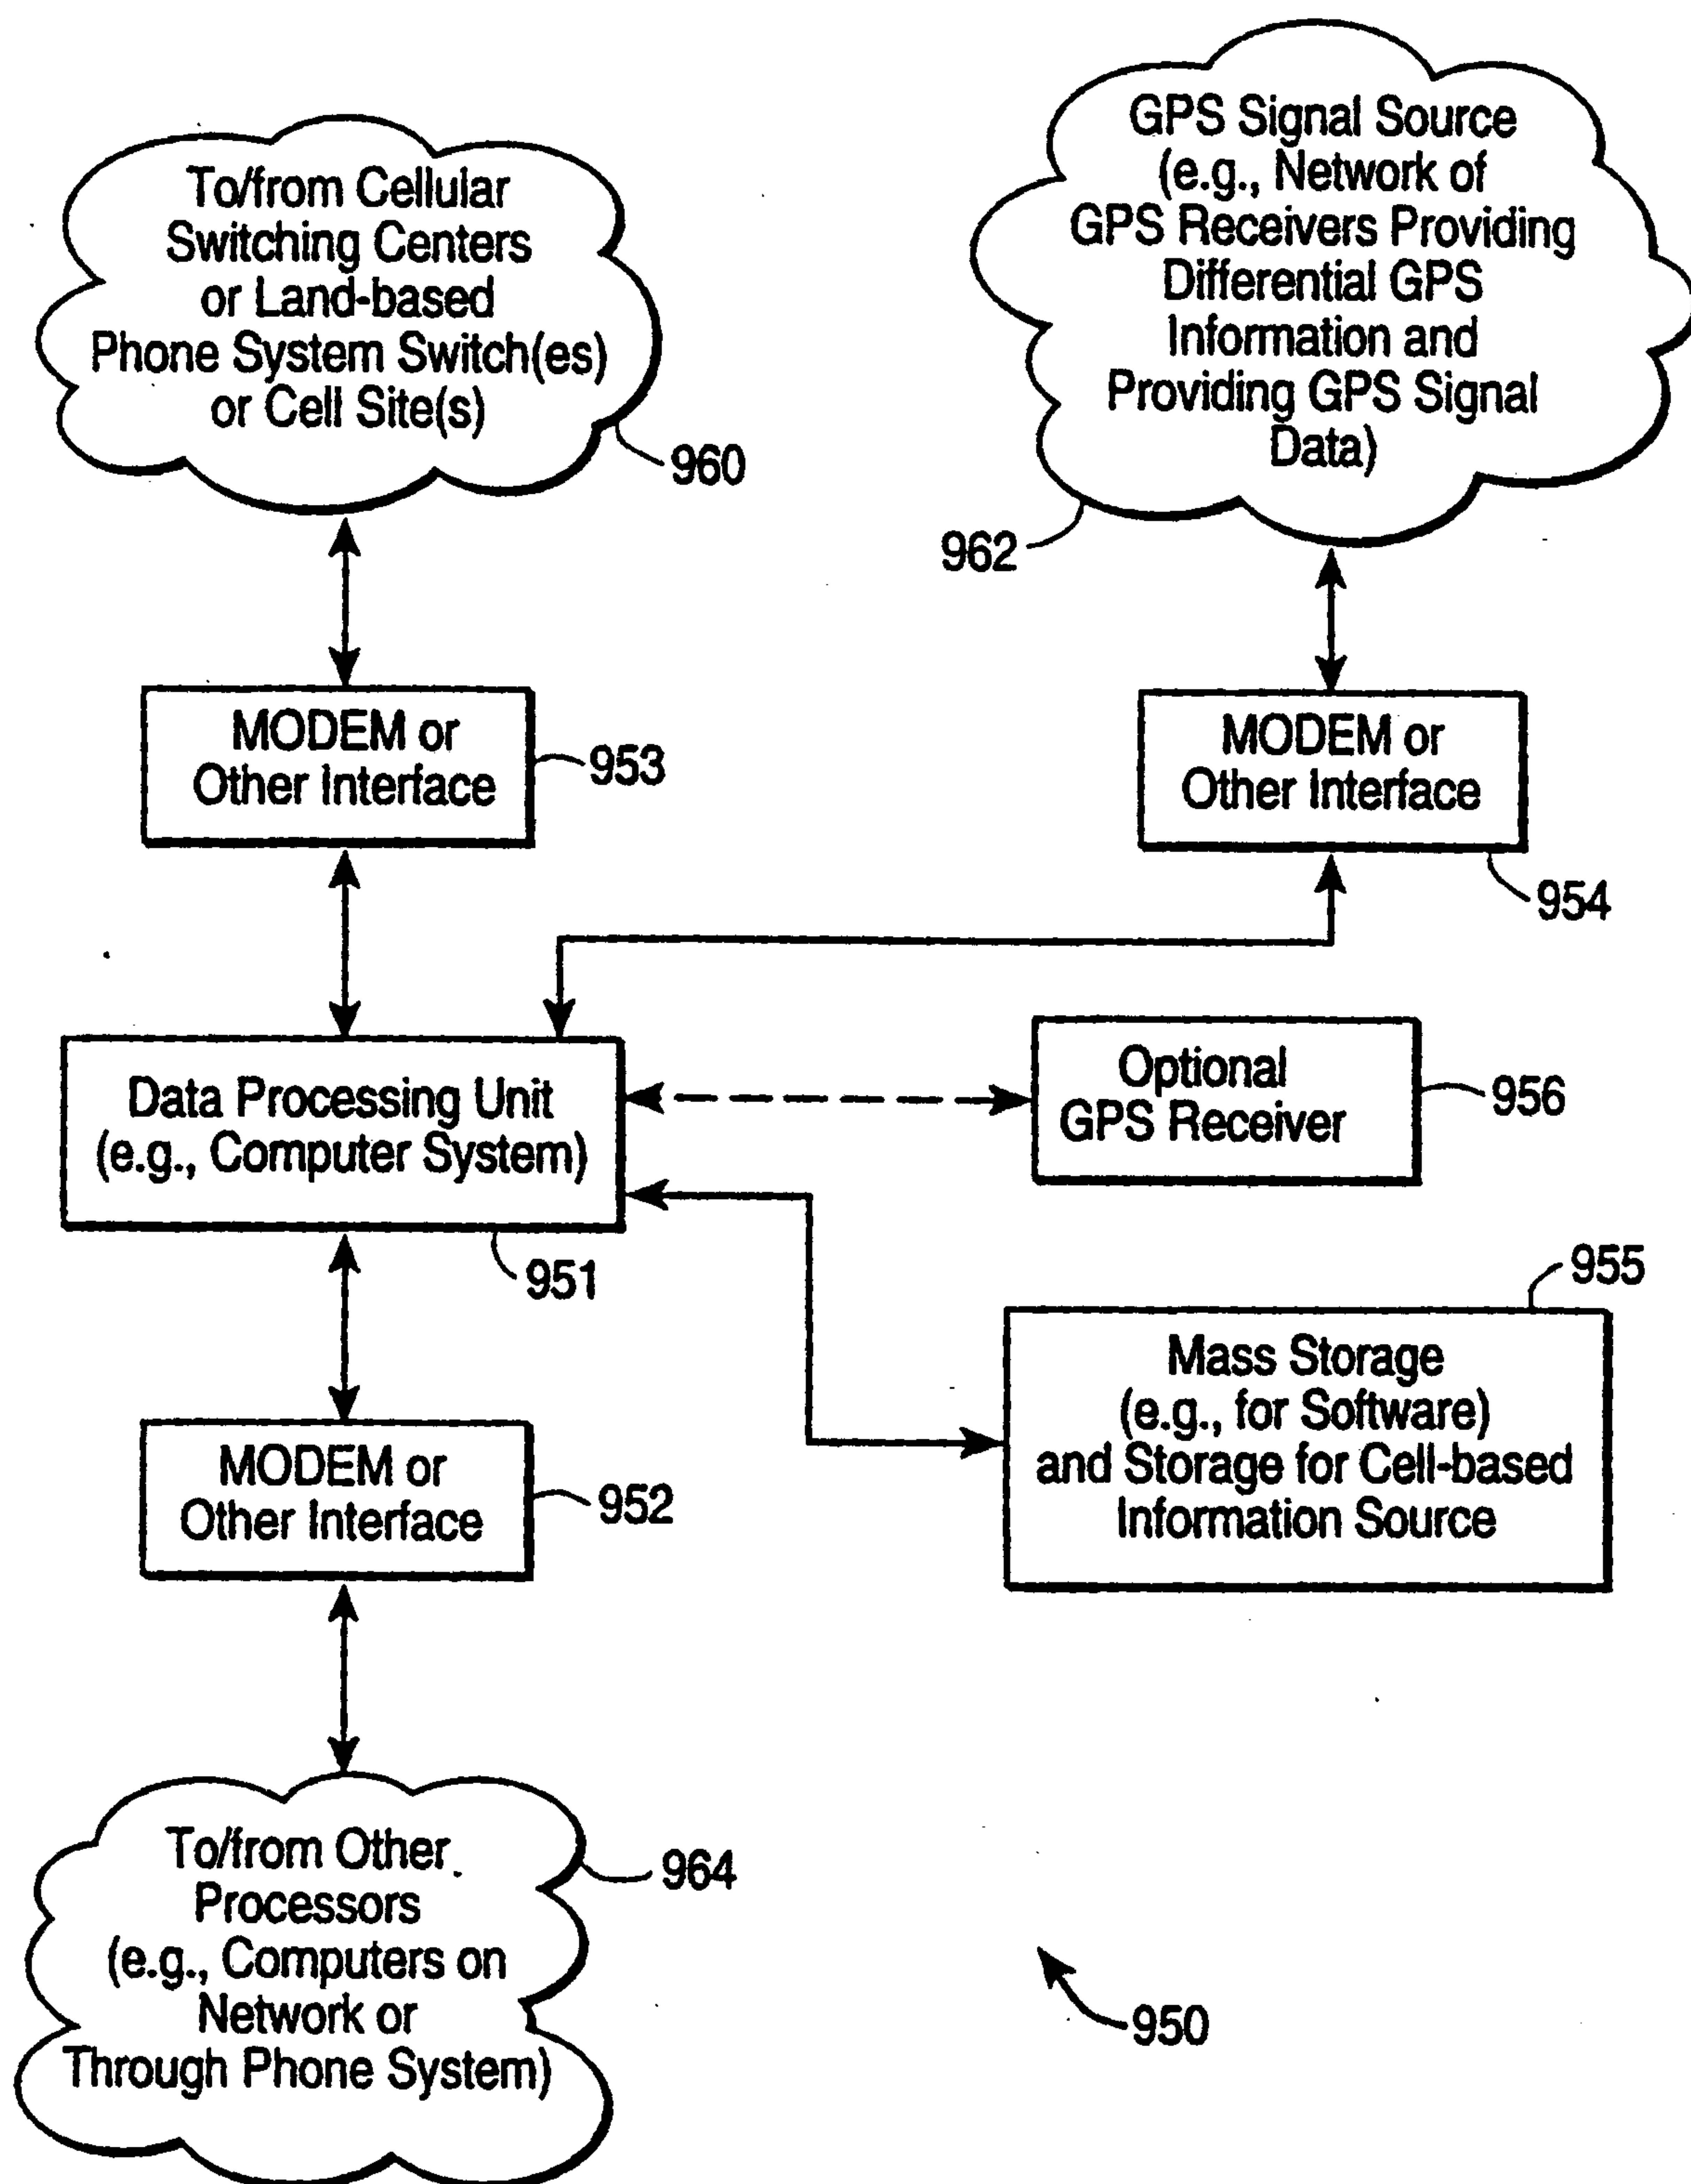 To/from Cellular
Switching Centers
or Land-based
Phone System Switch(es)
or Cell Site(s)
960
GPS Signal Source
(e.g., Network of
GPS Receivers Providing
Differential GPS
Information and
Providing GPS Signal
Data)
962
MODEM or
Other Interface
953
MODEM or
Other Interface
954
Data Processing Unit
(e.g., Computer System)
951
Optional
GPS Receiver
956
955
Mass Storage
(e.g., for Software)
and Storage for Cell-based
Information Source
MODEM or
Other Interface
952
To/from Other
Processors
(e.g., Computers on
Network or
Through Phone System)
964
950